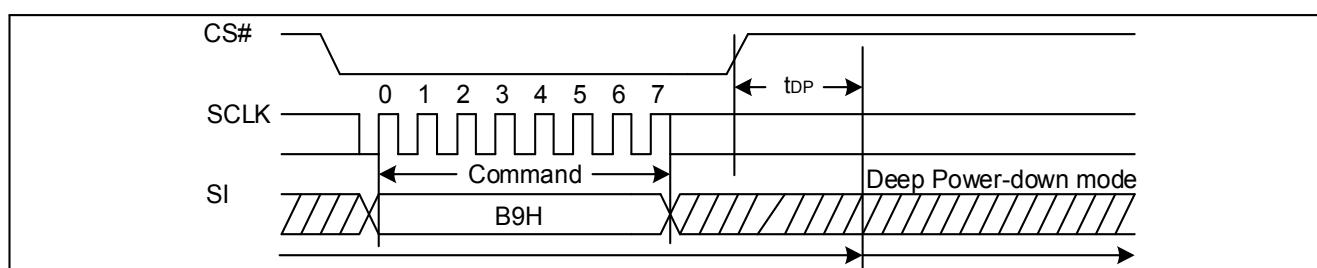 CS#
tDP
0 1 2 3 4 5 6 7
SCLK
Command
Deep Power-down mode
SI
B9H